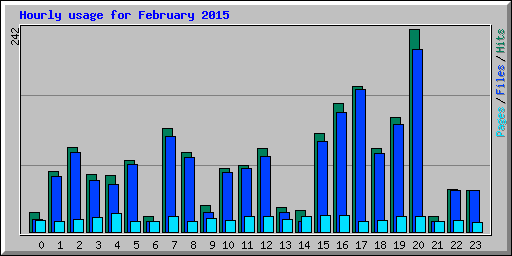 Hourly usage for February 2015
242
Pages / Files / Hits
0 1 2 3 4 5 6 7 8 9 10 11 12 13 14 15 16 17 18 19 20 21 22 23